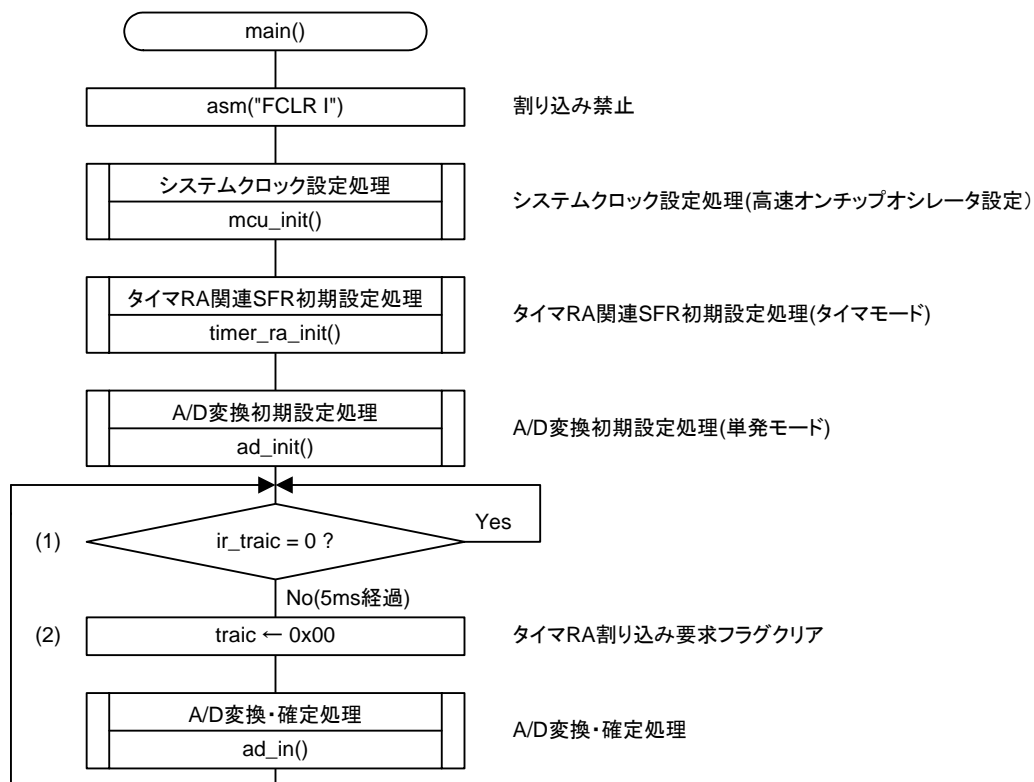 main()
asm("FCLR I")
割り込み禁止
システムクロック設定処理
mcu_init()
システムクロック設定処理(高速オンチップオシレータ設定)
タイマRA関連SFR初期設定処理
timer_ra_init()
タイマRA関連SFR初期設定処理(タイマモード)
A/D変換初期設定処理
ad_init()
A/D変換初期設定処理(単発モード)
(1)
ir_traic = 0 ?
Yes
No(5ms経過)
(2)
traic ← 0x00
タイマRA割り込み要求フラグクリア
A/D変換・確定処理
ad_in()
A/D変換・確定処理